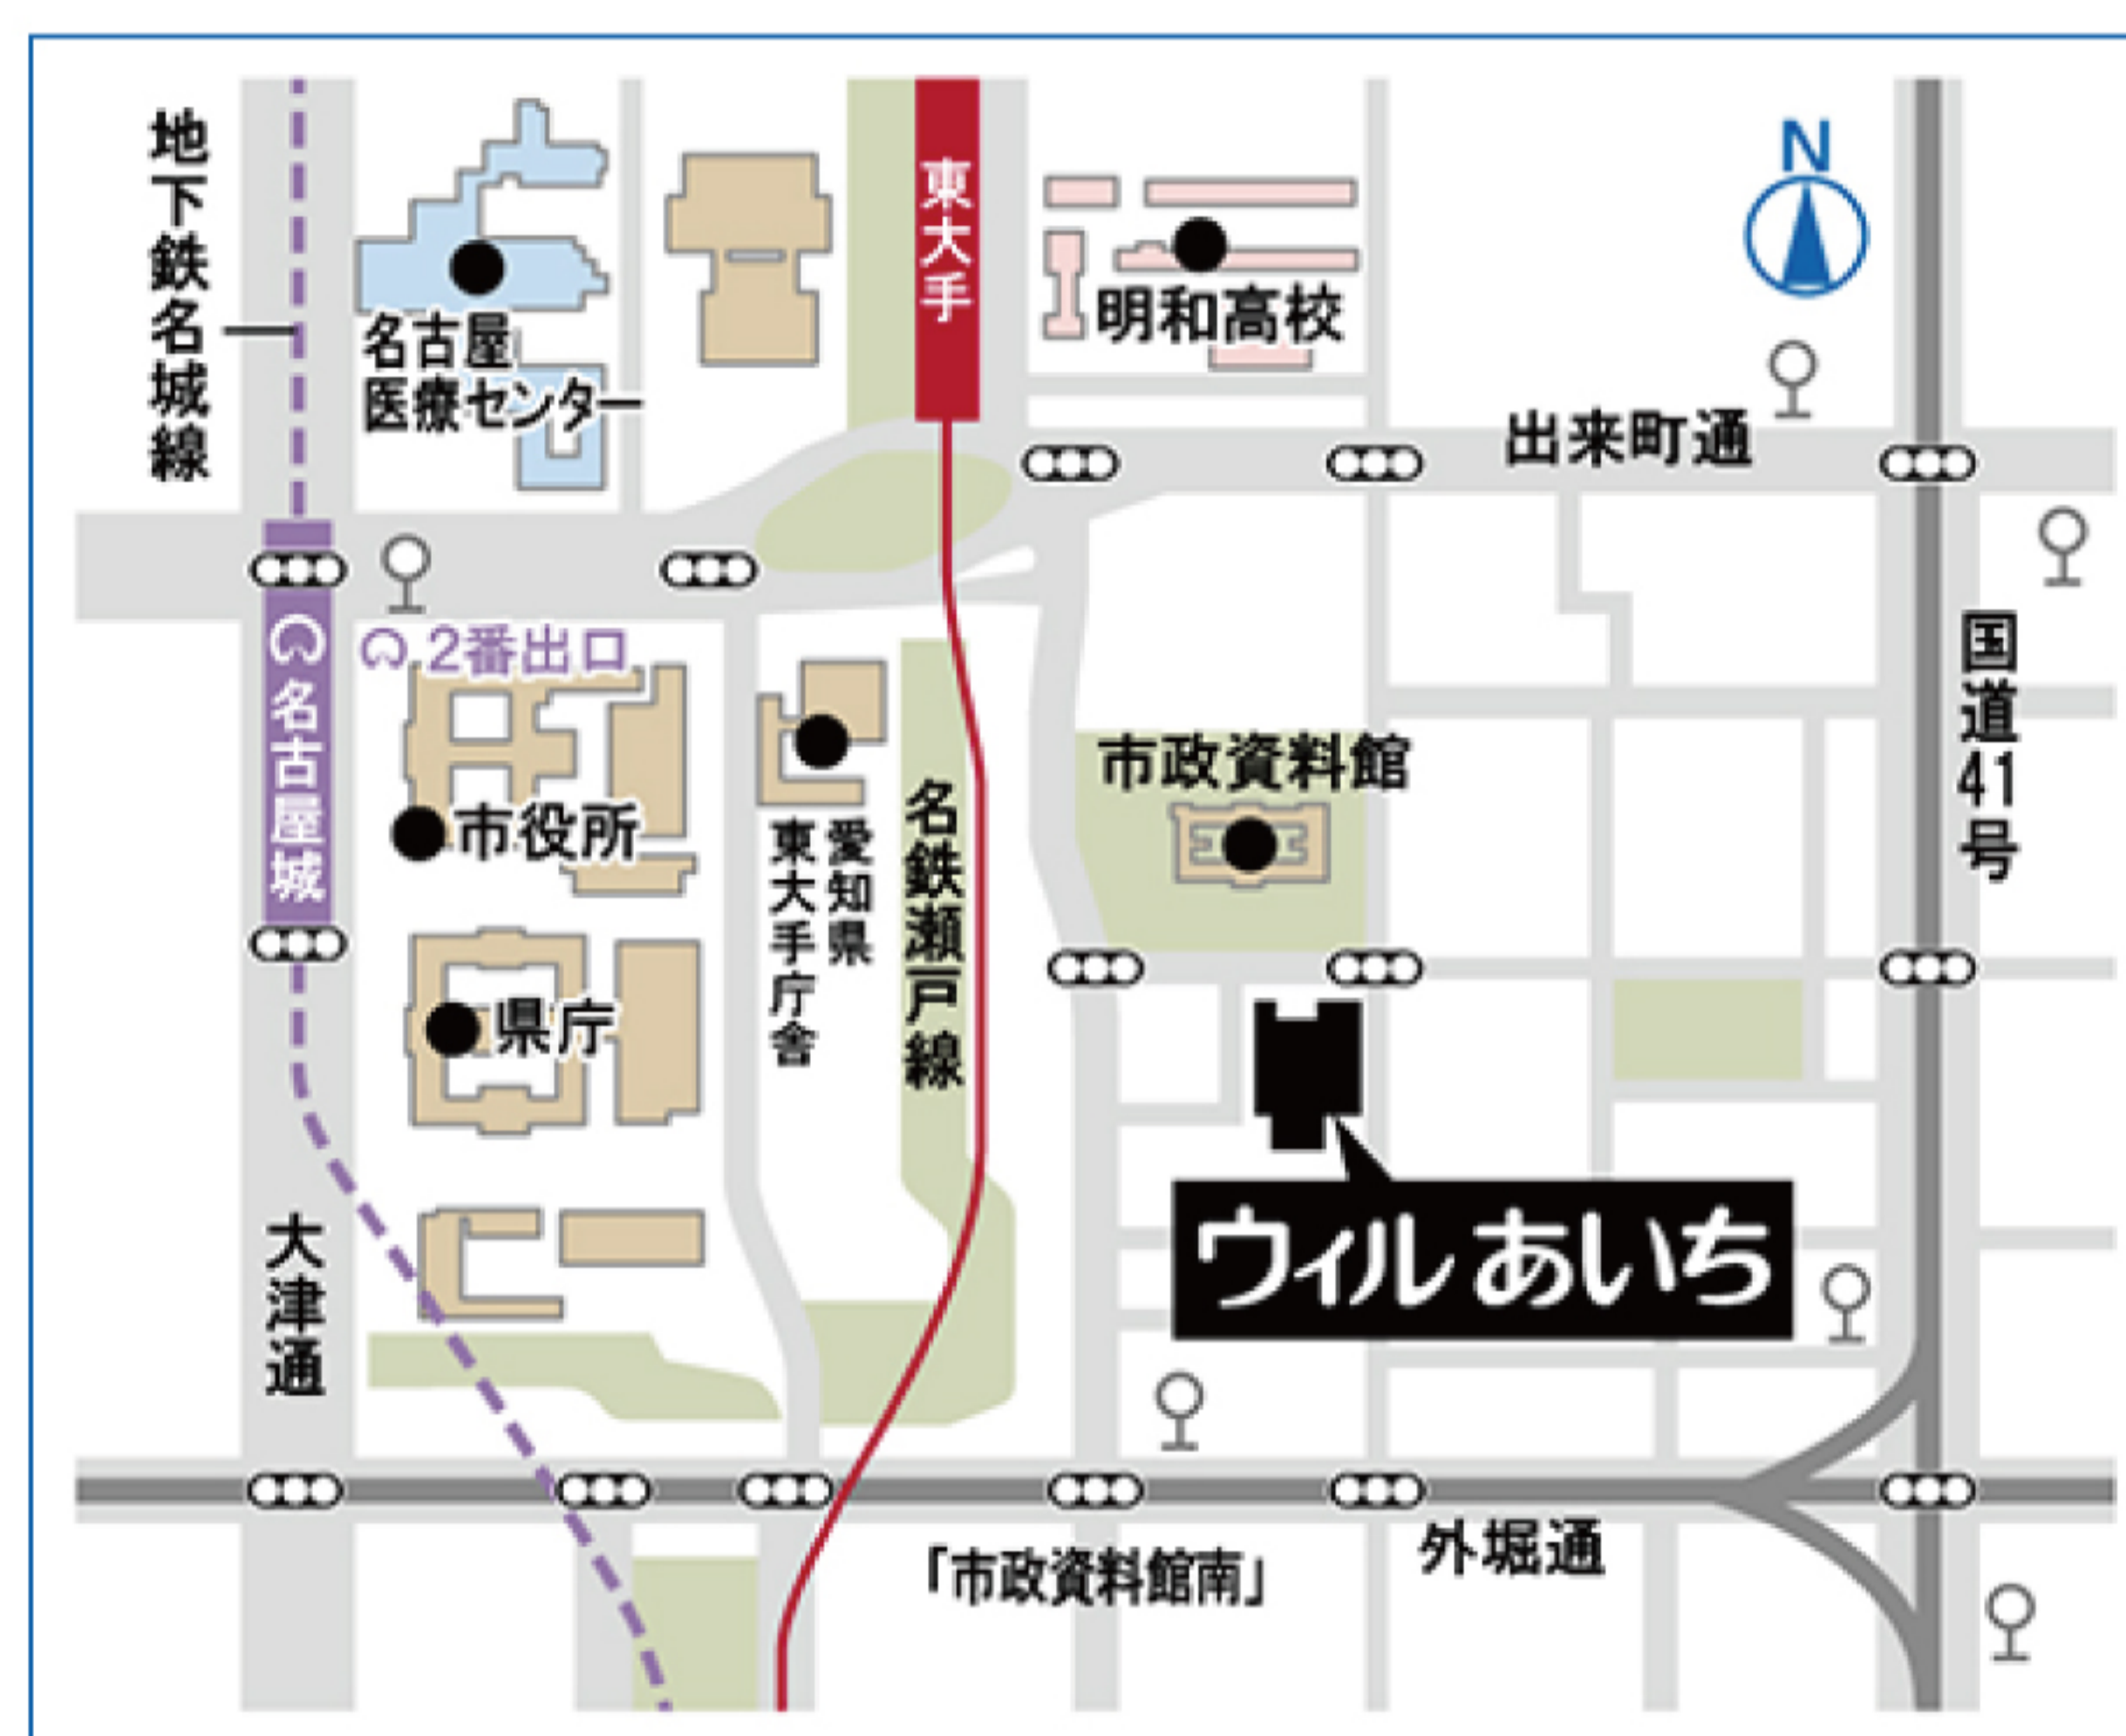 地下鉄名城線
名古屋
医療センター
東大手
明和高校
N
出来町通
名古屋城
2番出口
市役所
愛知県
東大手庁舎
名鉄瀬戸線
市政資料館
国道41号
県庁
ウィルあいち
大津通
「市政資料館南」
外堀通